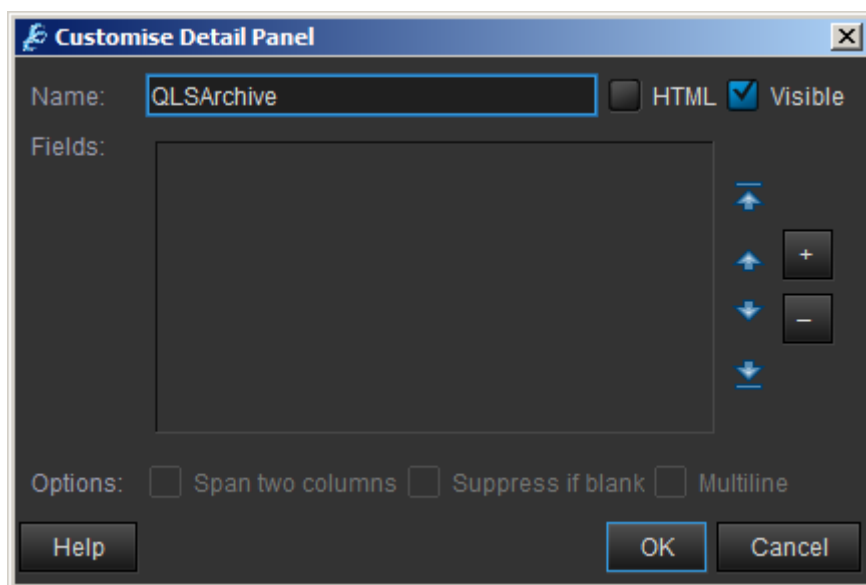 Customise Detail Panel
Name: QLSArchive HTML Visible
Fields:
+
–
Options: Span two columns Suppress if blank Multiline
Help OK Cancel